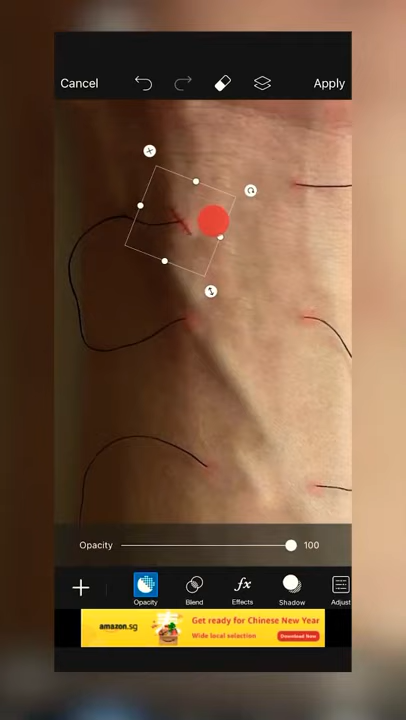 Cancel
Apply
Opacity 100
Opacity Blend fx Effects Shadow Adjust
amazon.sg
Get ready for Chinese New Year
Wide local selection
Download Now